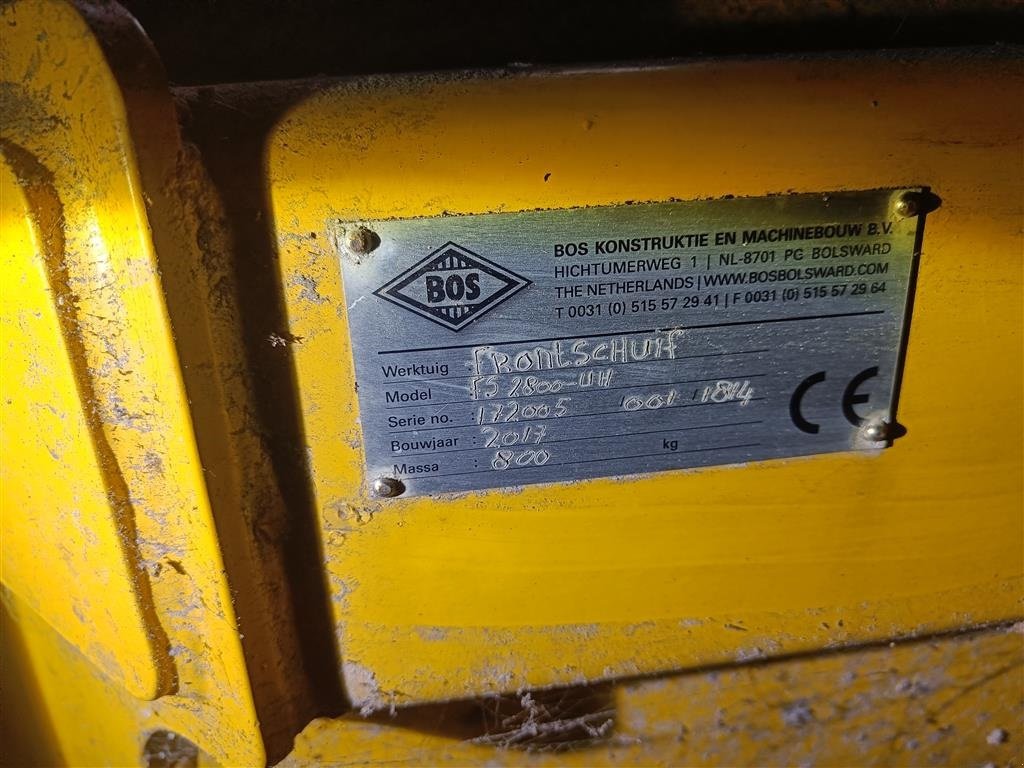 BOS
BOS KONSTRUKTIE EN MACHINEBOUW B.V.
HICHTUMERWEG 1 | NL-8701 PG BOLSWARD
THE NETHERLANDS | WWW.BOSBOLSWARD.COM
T 0031 (0) 515 57 29 41 | F 0031 (0) 515 57 29 64
Werktuig : Frontschuif
Model : FS 2800-UH
Serie no. : 172005 /001 /1814
Bouwjaar : 2017
Massa : 800 kg
CE